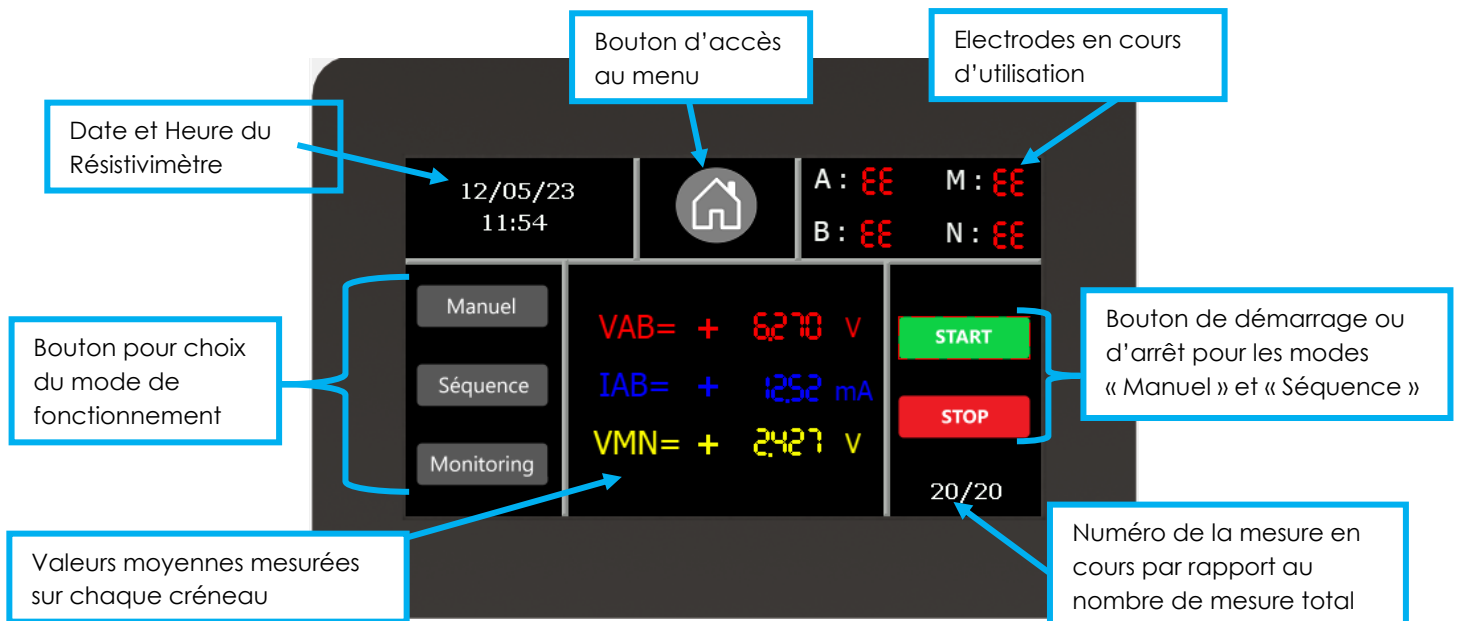 Bouton d’accès
au menu
Electrodes en cours
d’utilisation
Date et Heure du
Résistivimètre
12/05/23
11:54
A : EE M : EE
B : EE N : EE
Bouton pour choix
du mode de
fonctionnement
Manuel
Séquence
Monitoring
VAB= + 6.270 V
IAB= + 12.52 mA
VMN= + 2.427 V
START
STOP
20/20
Bouton de démarrage ou
d’arrêt pour les modes
« Manuel » et « Séquence »
Valeurs moyennes mesurées
sur chaque créneau
Numéro de la mesure en
cours par rapport au
nombre de mesure total